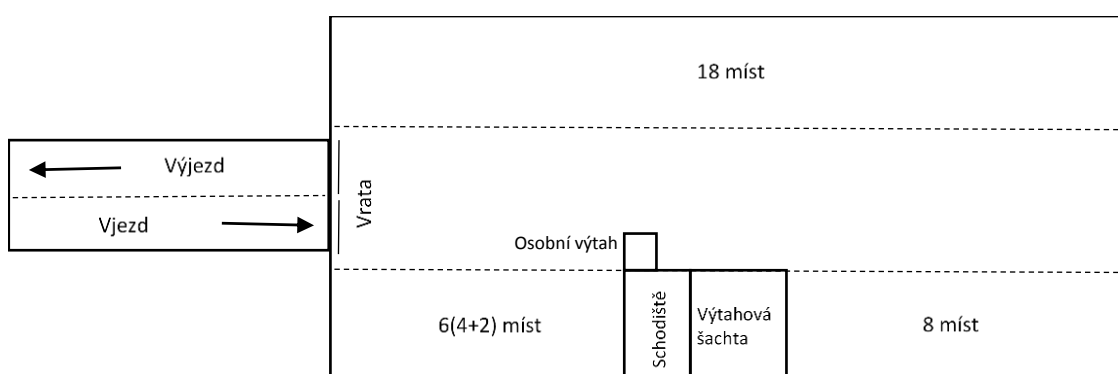 18 míst
Výjezd
Vjezd
Vrata
Osobní výtah
6(4+2) míst
Schodiště
Výtahová
šachta
8 míst